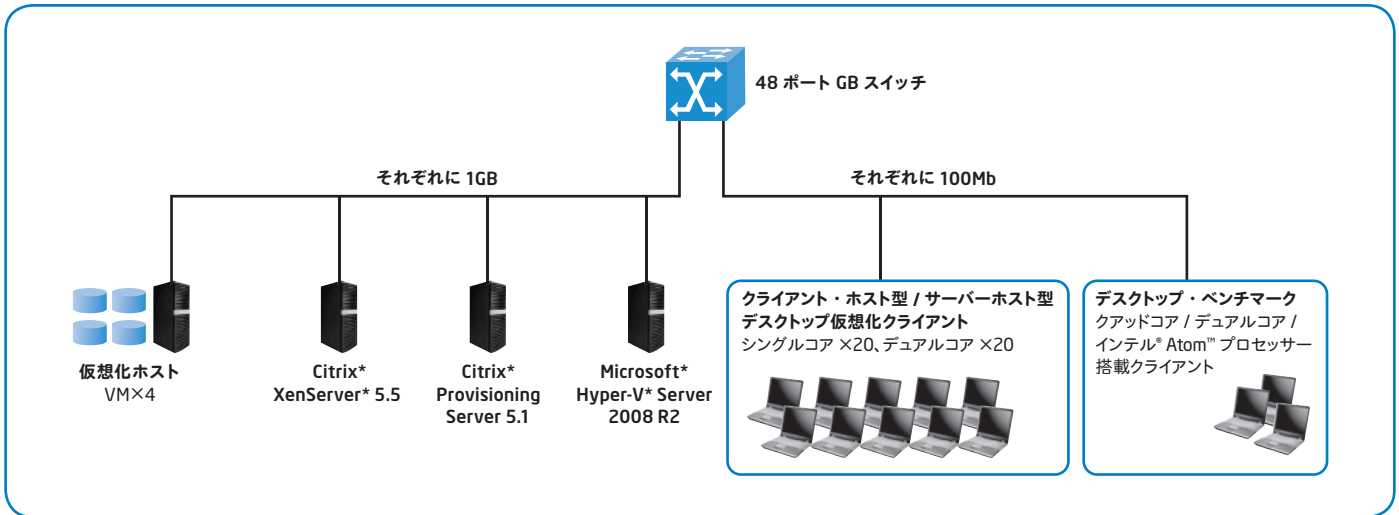 48 ポート GB スイッチ
それぞれに 1GB
それぞれに 100Mb
仮想化ホスト
VM×4
Citrix*
XenServer* 5.5
Citrix*
Provisioning
Server 5.1
Microsoft*
Hyper-V* Server
2008 R2
クライアント・ホスト型 / サーバーホスト型
デスクトップ仮想化クライアント
シングルコア ×20、デュアルコア ×20
デスクトップ・ベンチマーク
クアッドコア / デュアルコア /
インテル® Atom™ プロセッサー
搭載クライアント